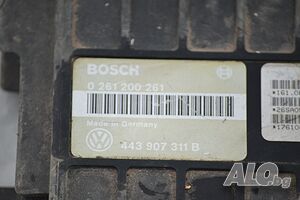 BOSCH
0 261 200 261
Made in Germany
443 907 311 B
ALO.bg